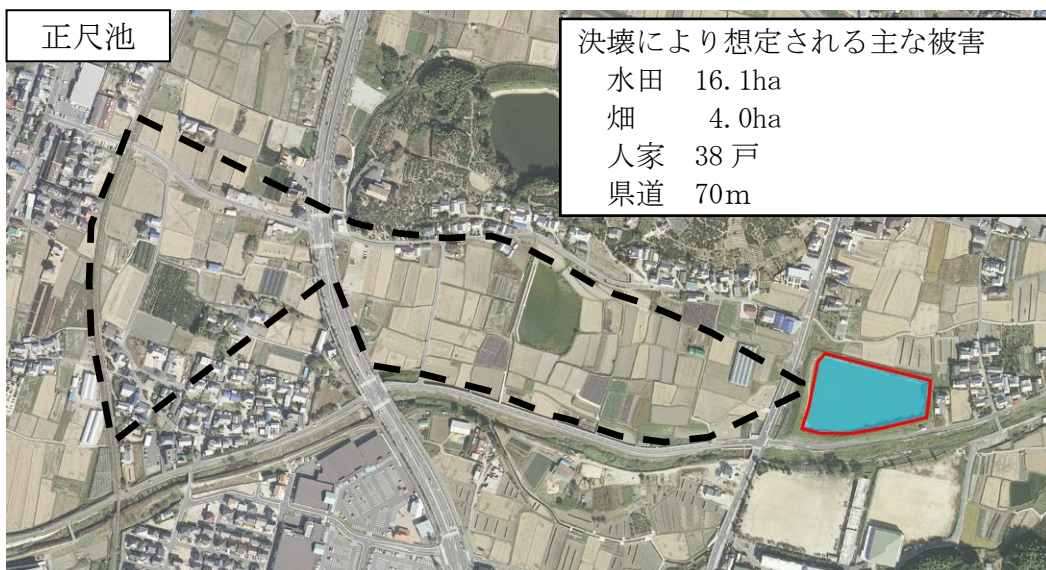 正尺池
決壊により想定される主な被害
水田 16.1ha
畑 4.0ha
人家 38戸
県道 70m